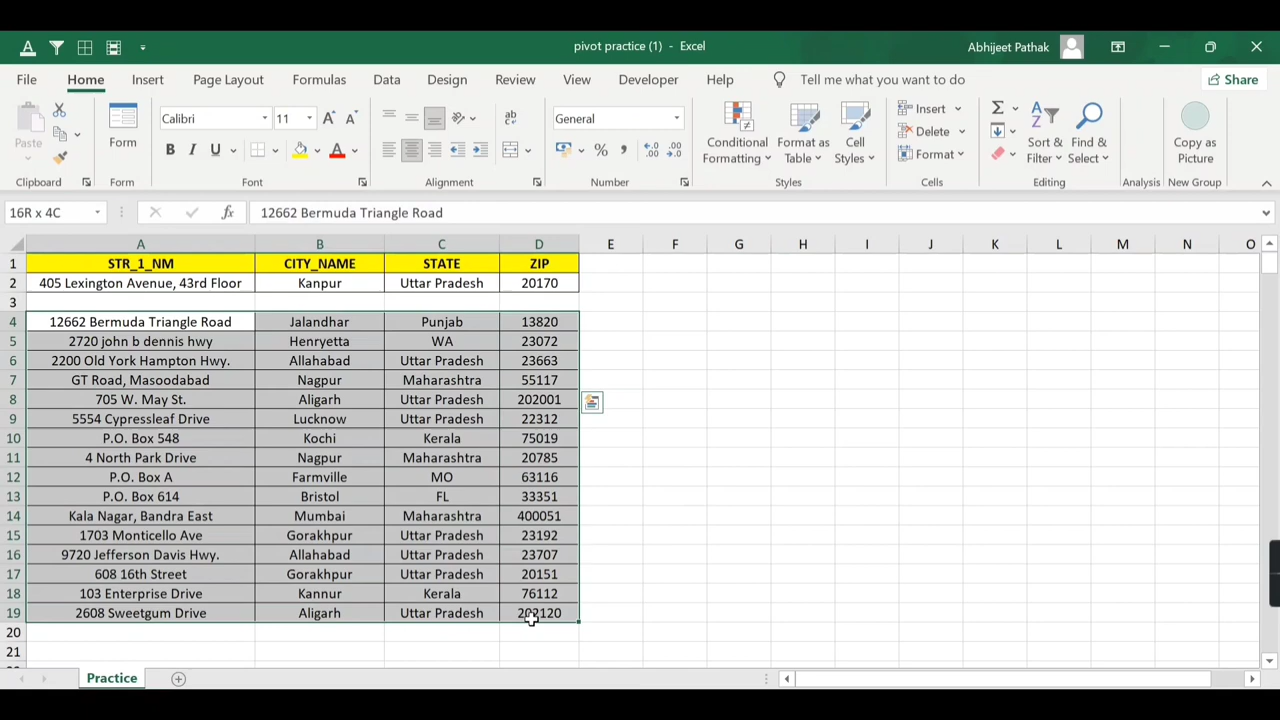 pivot practice (1) - Excel
Abhijeet Pathak
File Home Insert Page Layout Formulas Data Design Review View Developer Help Tell me what you want to do Share
Paste
Clipboard
Form
Form
Calibri 11
B I U
Font
ab
Alignment
General
% ,
Number
Conditional Formatting
Format as Table
Cell Styles
Styles
Insert
Delete
Format
Cells
Sort & Filter
Find & Select
Editing
Analysis
Copy as Picture
New Group
16R x 4C fx 12662 Bermuda Triangle Road
A B C D E F G H I J K L M N O
1 STR_1_NM CITY_NAME STATE ZIP
2 405 Lexington Avenue, 43rd Floor Kanpur Uttar Pradesh 20170
3
4 12662 Bermuda Triangle Road Jalandhar Punjab 13820
5 2720 john b dennis hwy Henryetta WA 23072
6 2200 Old York Hampton Hwy. Allahabad Uttar Pradesh 23663
7 GT Road, Masoodabad Nagpur Maharashtra 55117
8 705 W. May St. Aligarh Uttar Pradesh 202001
9 5554 Cypressleaf Drive Lucknow Uttar Pradesh 22312
10 P.O. Box 548 Kochi Kerala 75019
11 4 North Park Drive Nagpur Maharashtra 20785
12 P.O. Box A Farmville MO 63116
13 P.O. Box 614 Bristol FL 33351
14 Kala Nagar, Bandra East Mumbai Maharashtra 400051
15 1703 Monticello Ave Gorakhpur Uttar Pradesh 23192
16 9720 Jefferson Davis Hwy. Allahabad Uttar Pradesh 23707
17 608 16th Street Gorakhpur Uttar Pradesh 20151
18 103 Enterprise Drive Kannur Kerala 76112
19 2608 Sweetgum Drive Aligarh Uttar Pradesh 202120
20
21
Practice